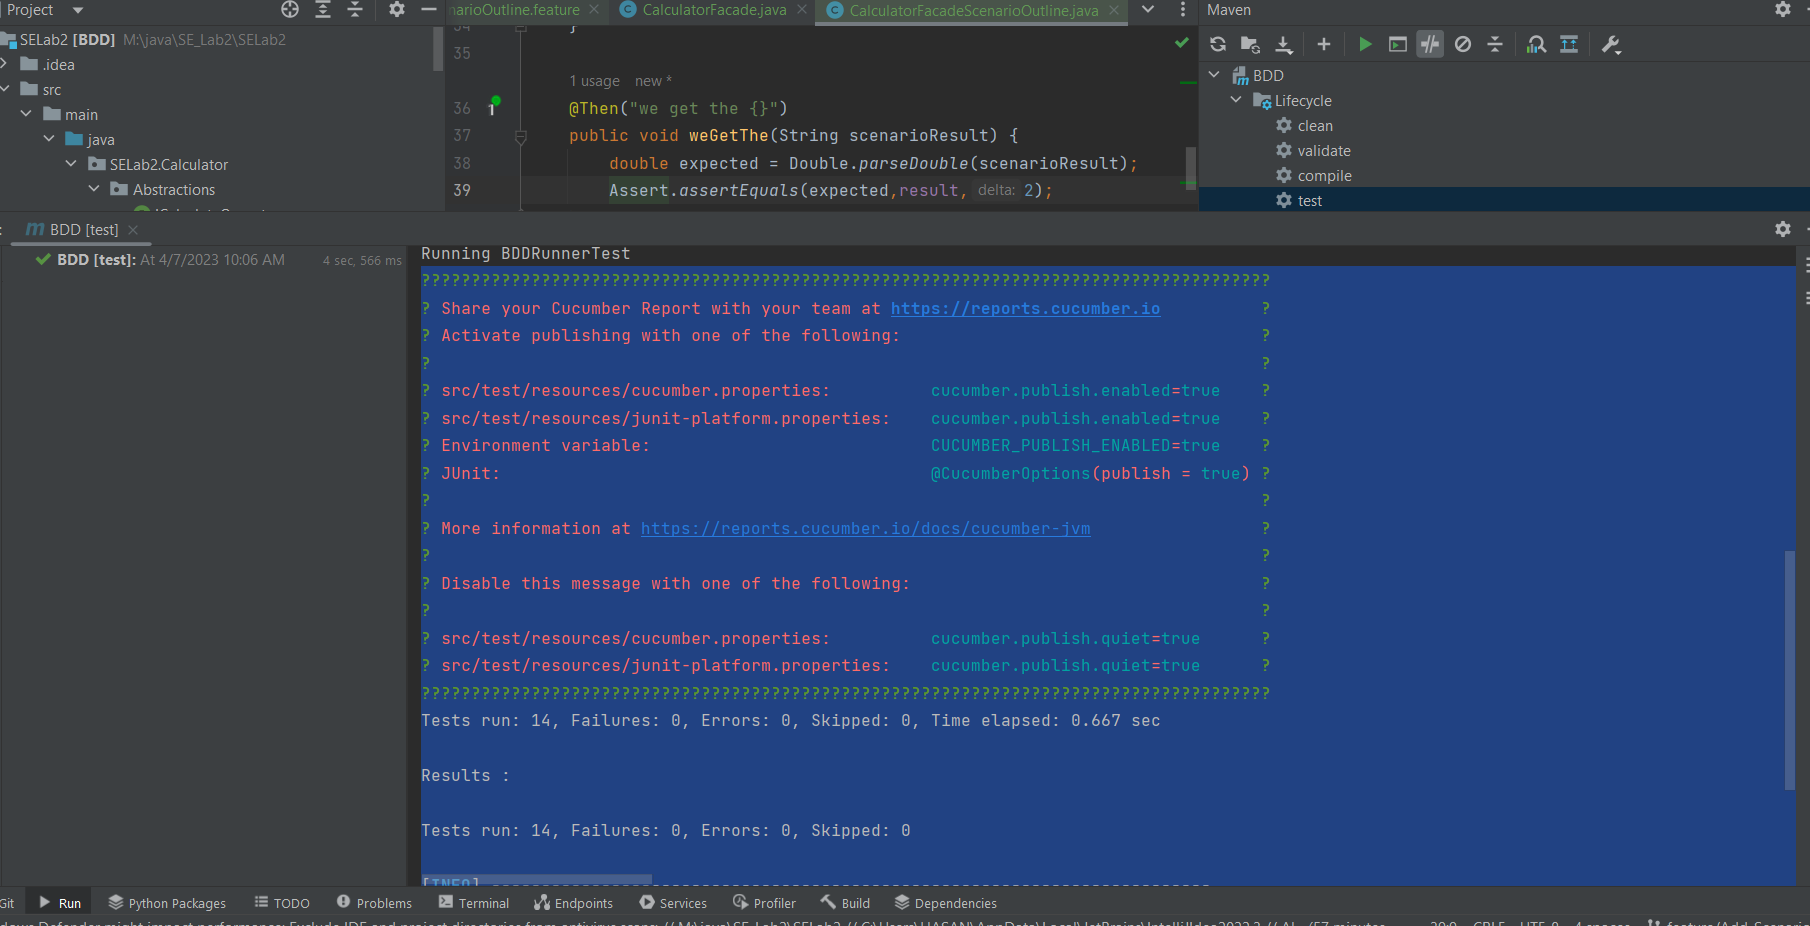 Project
narioOutline.feature
CalculatorFacade.java
CalculatorFacadeScenarioOutline.java
Maven
SELab2 [BDD] M:\java\SE_Lab2\SELab2
.idea
src
main
java
SELab2.Calculator
Abstractions
34 }
35
1 usage new *
36 @Then("we get the {}")
37 public void weGetThe(String scenarioResult) {
38 double expected = Double.parseDouble(scenarioResult);
39 Assert.assertEquals(expected,result, delta: 2);
BDD
Lifecycle
clean
validate
compile
test
BDD [test]
BDD [test]: At 4/7/2023 10:06 AM 4 sec, 566 ms
Running BDDRunnerTest
?????????????????????????????????????????????????????????????????????????????????????
? Share your Cucumber Report with your team at https://reports.cucumber.io ?
? Activate publishing with one of the following: ?
? ?
? src/test/resources/cucumber.properties: cucumber.publish.enabled=true ?
? src/test/resources/junit-platform.properties: cucumber.publish.enabled=true ?
? Environment variable: CUCUMBER_PUBLISH_ENABLED=true ?
? JUnit: @CucumberOptions(publish = true) ?
? ?
? More information at https://reports.cucumber.io/docs/cucumber-jvm ?
? ?
? Disable this message with one of the following: ?
? ?
? src/test/resources/cucumber.properties: cucumber.publish.quiet=true ?
? src/test/resources/junit-platform.properties: cucumber.publish.quiet=true ?
?????????????????????????????????????????????????????????????????????????????????????
Tests run: 14, Failures: 0, Errors: 0, Skipped: 0, Time elapsed: 0.667 sec
Results :
Tests run: 14, Failures: 0, Errors: 0, Skipped: 0
[INFO] ------------------------------------------------------------------------
Git Run Python Packages TODO Problems Terminal Endpoints Services Profiler Build Dependencies